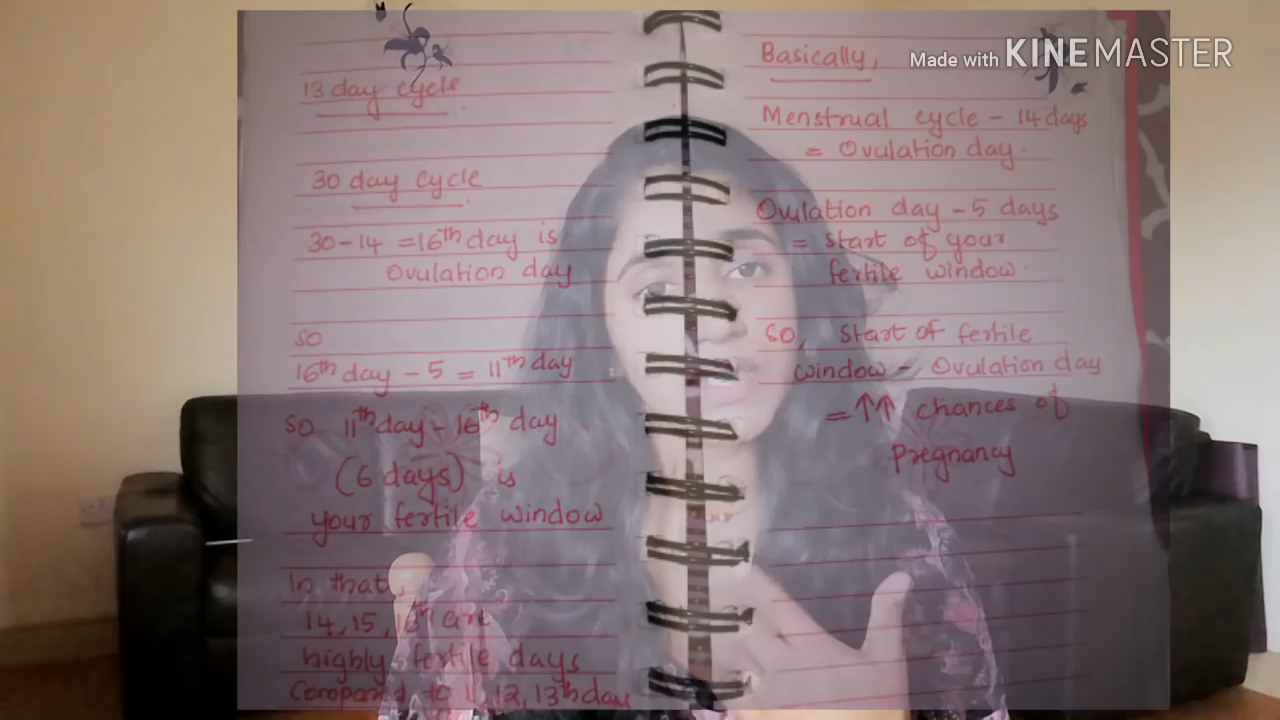 13 day cycle
30 day cycle
30-14 = 16th day is
Ovulation day
so
16th day - 5 = 11th day
so 11th day - 16th day
(6 days) is
your fertile window
In that,
14, 15, 16th are
highly fertile days
Compared to 11, 12, 13th day
Made with KINEMASTER
Basically,
Menstrual cycle - 14 days
= Ovulation day.
Ovulation day - 5 days
= start of your
fertile window.
SO, start of fertile
window - Ovulation day
= ↑↑ chances of
pregnancy